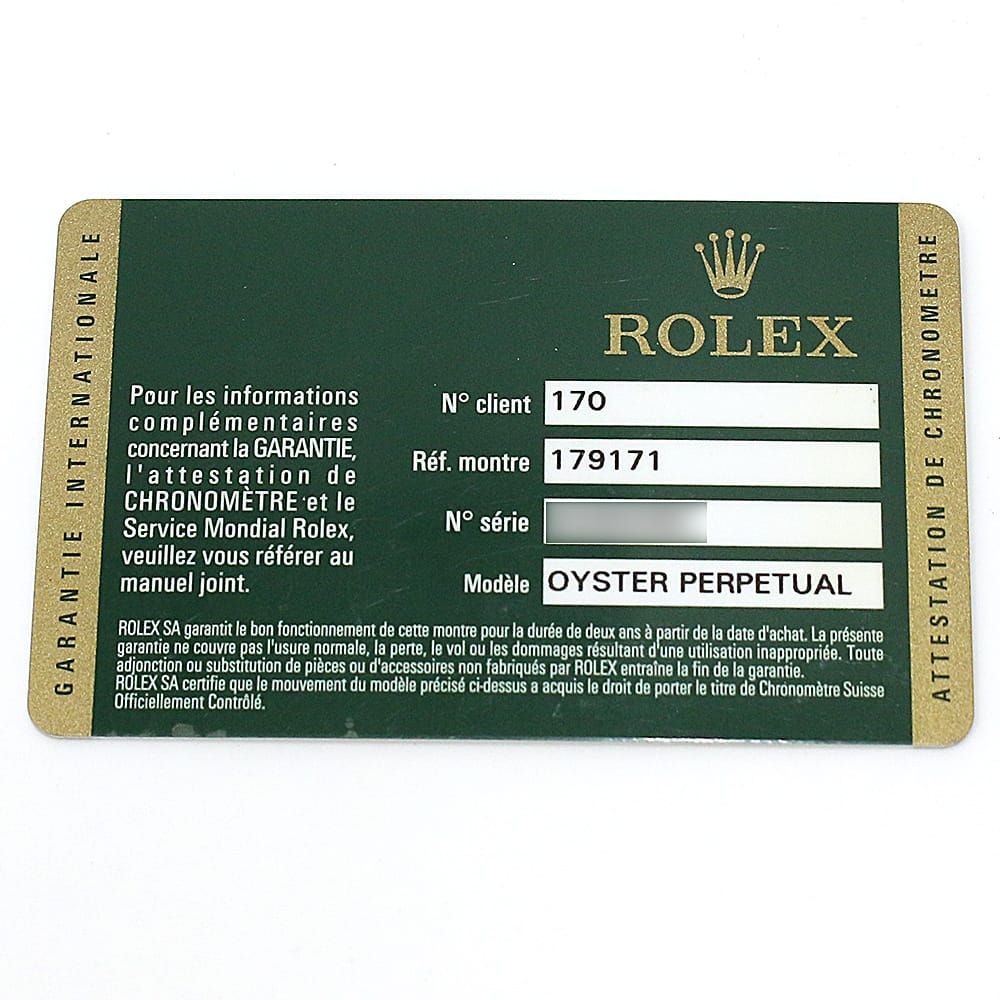 GARANTIE INTERNATIONALE
ROLEX
Pour les informations
complémentaires
concernant la GARANTIE,
l'attestation de
CHRONOMÈTRE et le
Service Mondial Rolex,
veuillez vous référer au
manuel joint.
N° client 170
Réf. montre 179171
N° série
Modèle OYSTER PERPETUAL
ROLEX SA garantit le bon fonctionnement de cette montre pour la durée de deux ans à partir de la date d'achat. La présente
garantie ne couvre pas l'usure normale, la perte, le vol ou les dommages résultant d'une utilisation inappropriée. Toute
adjonction ou substitution de pièces ou d'accessoires non fabriqués par ROLEX entraîne la fin de la garantie.
ROLEX SA certifie que le mouvement du modèle précisé ci-dessus a acquis le droit de porter le titre de Chronomètre Suisse
Officiellement Contrôlé.
ATTESTATION DE CHRONOMETRE